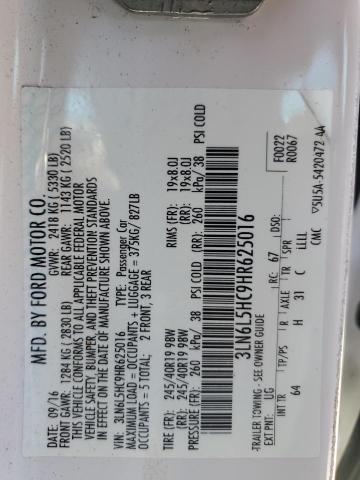 MFD. BY FORD MOTOR CO.
GVWR: 2418 KG ( 5330 LB)
FRONT GAWR: 1284 KG ( 2830 LB)
REAR GAWR: 1143 KG ( 2520 LB)
09/16
VEHICLE CONFORMS TO ALL APPLICABLE FEDERAL MOTOR
VEHICLE SAFETY, BUMPER, AND THEFT PREVENTION STANDARDS
IN EFFECT ON THE DATE OF MANUFACTURE SHOWN ABOVE
VIN: 3LN6L5HC9HR625016
TYPE: Passenger Car
MAXIMUM LOAD = OCCUPANTS + LUGGAGE = 375KG/ 827LB
OCCUPANTS = 5 TOTAL: 2 FRONT, 3 REAR
TIRE (FR): 245/40R19 98W RIMS (FR): 19x8.0J
TIRE (RR): 245/40R19 98W (RR): 19x8.0J
PRESSURE (FR): 260 kPa/ 38 PSI COLD
(RR): 260 kPa/ 38 PSI COLD
3LN6L5HC9HR625016
F0022
R0067
TRAILER TOWING - SEE OWNER GUIDE
EXT PNT: UG RC: 67 DSO:
INT TR TP/PS R AXLE TR SPR
64 H 31 C LLLL
CMC 5U5A-5420472 AA